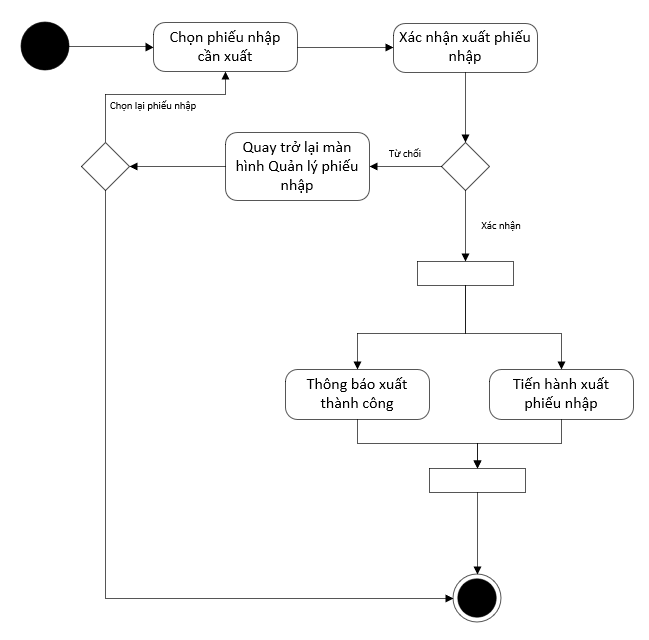 Chọn phiếu nhập
cần xuất
Xác nhận xuất phiếu
nhập
Chọn lại phiếu nhập
Quay trở lại màn
hình Quản lý phiếu
nhập
Từ chối
Xác nhận
Thông báo xuất
thành công
Tiến hành xuất
phiếu nhập